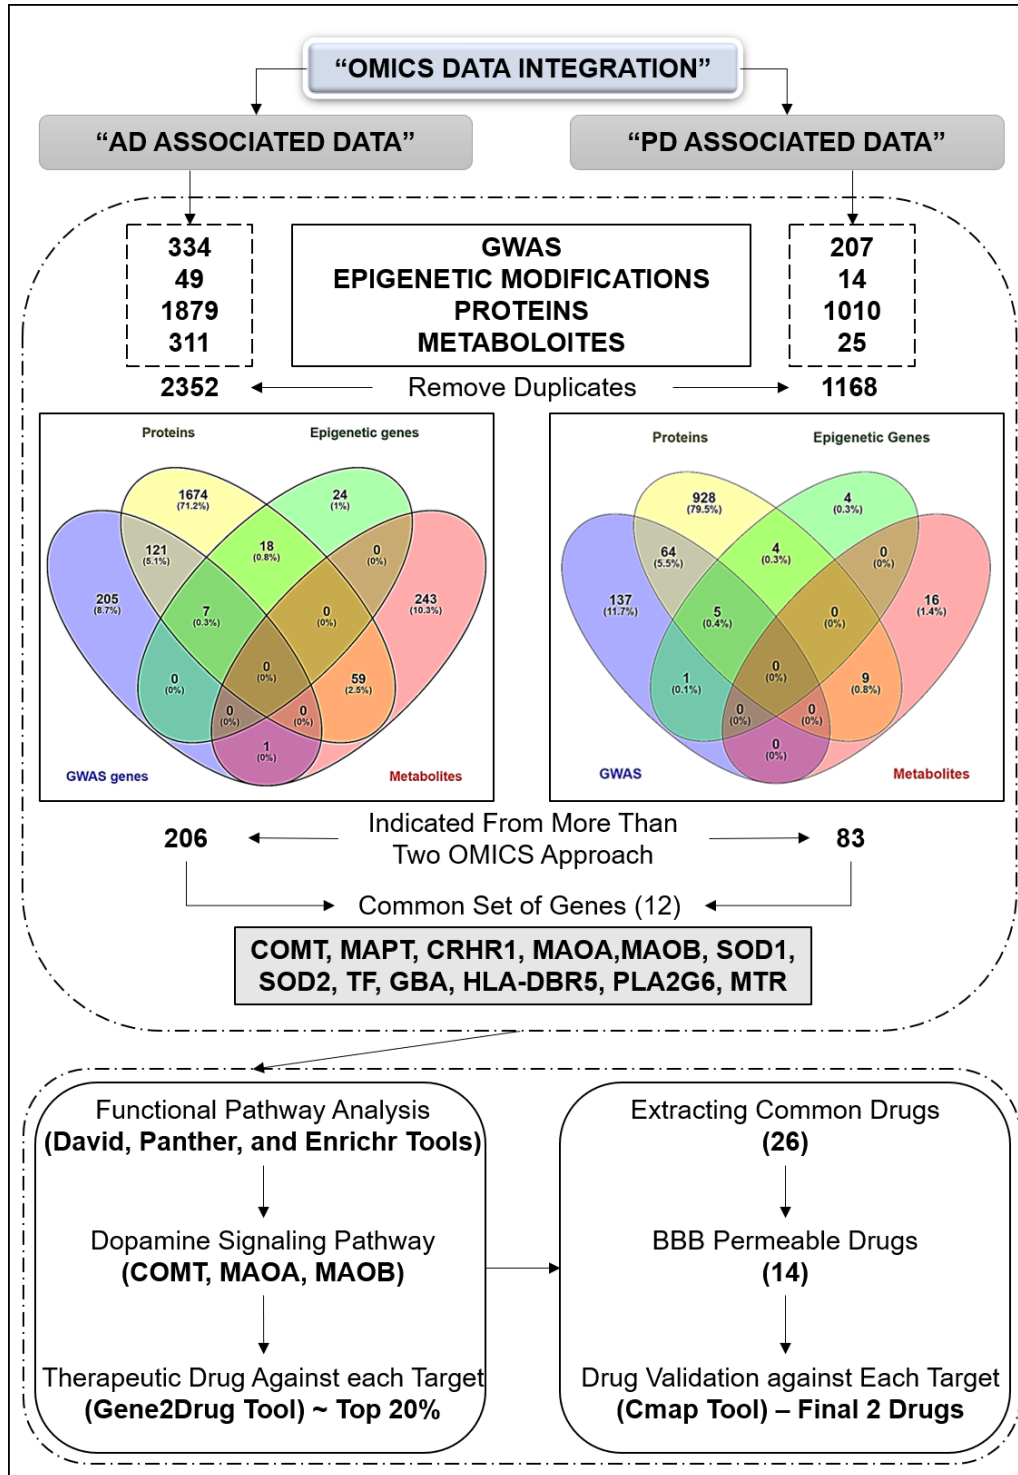 “OMICS DATA INTEGRATION”
“AD ASSOCIATED DATA”
“PD ASSOCIATED DATA”
334
49
1879
311
GWAS
EPIGENETIC MODIFICATIONS
PROTEINS
METABOLOITES
207
14
1010
25
2352
Remove Duplicates
1168
Proteins
Epigenetic genes
1674
(71.2%)
24
(1%)
121
(5.1%)
18
(0.8%)
0
(0%)
205
(8.7%)
7
(0.3%)
0
(0%)
243
(10.3%)
0
(0%)
0
(0%)
59
(2.5%)
0
(0%)
0
(0%)
1
(0%)
GWAS genes
Metabolites
Proteins
Epigenetic Genes
928
(79.5%)
4
(0.3%)
64
(5.5%)
4
(0.3%)
0
(0%)
137
(11.7%)
5
(0.4%)
0
(0%)
16
(1.4%)
1
(0.1%)
0
(0%)
9
(0.8%)
0
(0%)
0
(0%)
0
(0%)
GWAS
Metabolites
206
Indicated From More Than
Two OMICS Approach
83
Common Set of Genes (12)
COMT, MAPT, CRHR1, MAOA,MAOB, SOD1,
SOD2, TF, GBA, HLA-DBR5, PLA2G6, MTR
Functional Pathway Analysis
(David, Panther, and Enrichr Tools)
Dopamine Signaling Pathway
(COMT, MAOA, MAOB)
Therapeutic Drug Against each Target
(Gene2Drug Tool) ~ Top 20%
Extracting Common Drugs
(26)
BBB Permeable Drugs
(14)
Drug Validation against Each Target
(Cmap Tool) – Final 2 Drugs